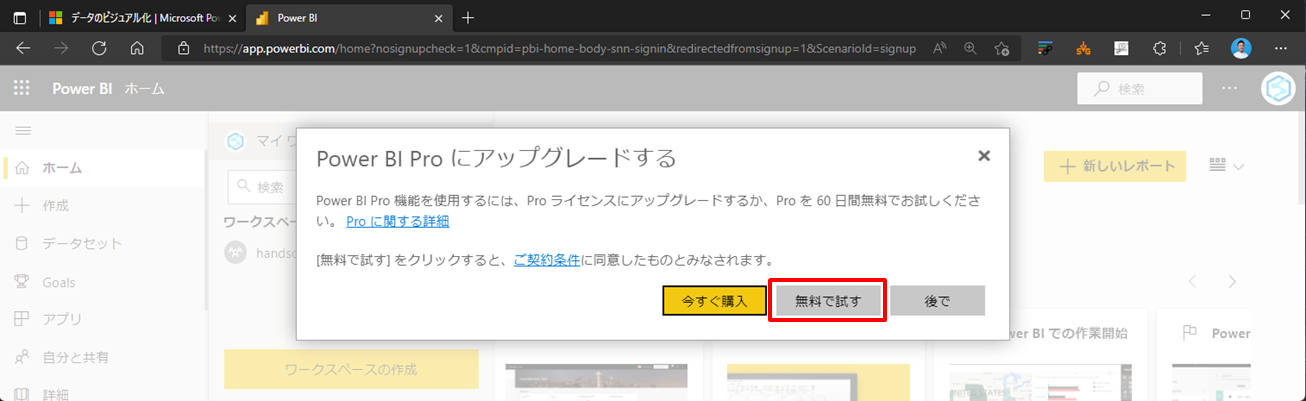 データのビジュアル化 | Microsoft Po
Power BI
https://app.powerbi.com/home?nosignupcheck=1&cmpid=pbi-home-body-snn-signin&redirectedfromsignup=1&ScenarioId=signup
Power BI ホーム
検索
マイ ワ
ホーム
作成
データセット
Goals
アプリ
自分と共有
詳細
検索
ワークスペース
handso
ワークスペースの作成
新しいレポート
Power BI Pro にアップグレードする
Power BI Pro 機能を使用するには、Pro ライセンスにアップグレードするか、Pro を 60 日間無料でお試しくださ
い。 Pro に関する詳細
[無料で試す] をクリックすると、ご契約条件に同意したものとみなされます。
今すぐ購入
無料で試す
後で
ower BI での作業開始
Power